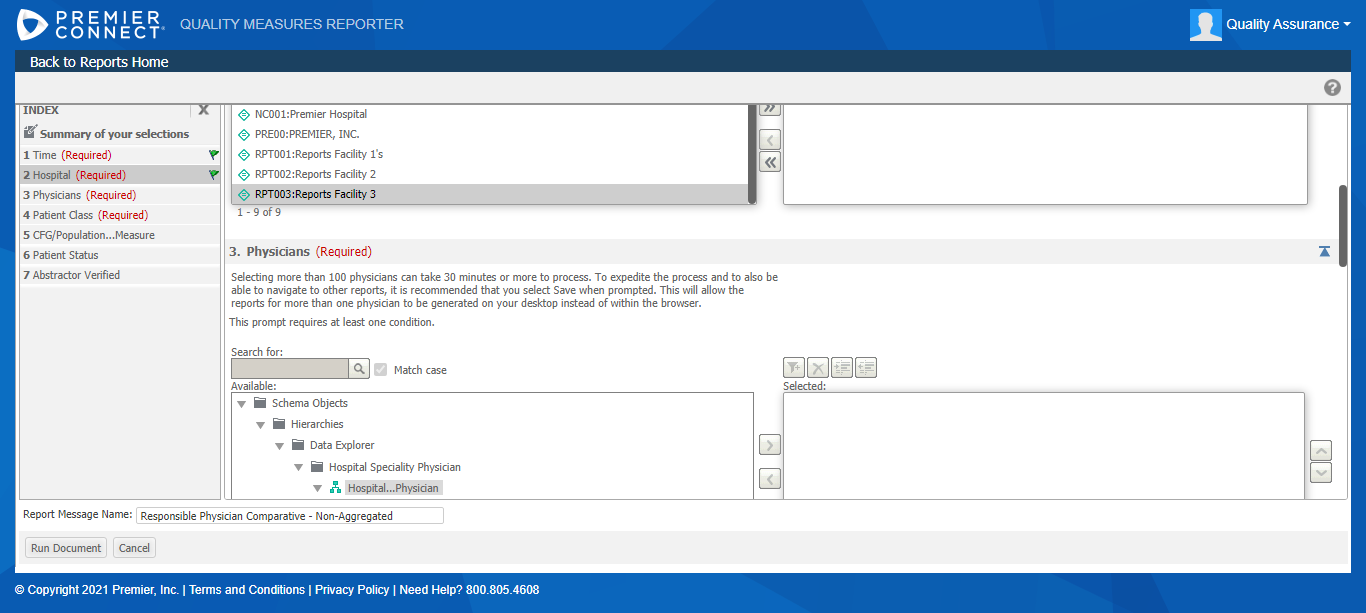 PREMIER CONNECT® QUALITY MEASURES REPORTER
Quality Assurance
Back to Reports Home
INDEX
Summary of your selections
1 Time (Required)
2 Hospital (Required)
3 Physicians (Required)
4 Patient Class (Required)
5 CFG/Population...Measure
6 Patient Status
7 Abstractor Verified
NC001:Premier Hospital
PRE00:PREMIER, INC.
RPT001:Reports Facility 1's
RPT002:Reports Facility 2
RPT003:Reports Facility 3
1 - 9 of 9
3. Physicians (Required)
Selecting more than 100 physicians can take 30 minutes or more to process. To expedite the process and to also be
able to navigate to other reports, it is recommended that you select Save when prompted. This will allow the
reports for more than one physician to be generated on your desktop instead of within the browser.
This prompt requires at least one condition.
Search for:
Match case
Available:
Selected:
Schema Objects
Hierarchies
Data Explorer
Hospital Speciality Physician
Hospital...Physician
Report Message Name: Responsible Physician Comparative - Non-Aggregated
Run Document Cancel
© Copyright 2021 Premier, Inc. | Terms and Conditions | Privacy Policy | Need Help? 800.805.4608